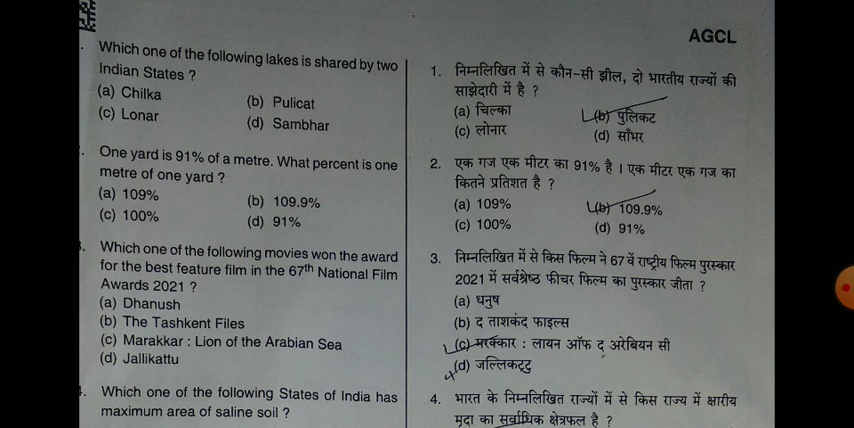 AGCL
Which one of the following lakes is shared by two
Indian States ?
(a) Chilka
(b) Pulicat
(c) Lonar
(d) Sambhar
One yard is 91% of a metre. What percent is one
metre of one yard ?
(a) 109%
(b) 109.9%
(c) 100%
(d) 91%
Which one of the following movies won the award
for the best feature film in the 67th National Film
Awards 2021 ?
(a) Dhanush
(b) The Tashkent Files
(c) Marakkar : Lion of the Arabian Sea
(d) Jallikattu
Which one of the following States of India has
maximum area of saline soil ?
1. निम्नलिखित में से कौन-सी झील, दो भारतीय राज्यों की
साझेदारी में है ?
(a) चिल्का
(b) पुलिकट
(c) लोनार
(d) साँभर
2. एक गज एक मीटर का 91% है । एक मीटर एक गज का
कितने प्रतिशत है ?
(a) 109%
(b) 109.9%
(c) 100%
(d) 91%
3. निम्नलिखित में से किस फिल्म ने 67 वें राष्ट्रीय फिल्म पुरस्कार
2021 में सर्वश्रेष्ठ फीचर फिल्म का पुरस्कार जीता ?
(a) धनुष
(b) द ताशकंद फाइल्स
(c) मरक्कार : लायन ऑफ द अरेबियन सी
(d) जल्लिकट्टु
4. भारत के निम्नलिखित राज्यों में से किस राज्य में क्षारीय
मृदा का सर्वाधिक क्षेत्रफल है ?